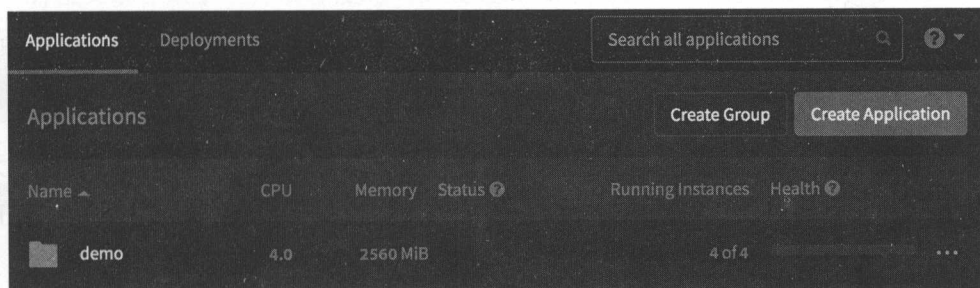 Applications Deployments Search all applications
Applications Create Group Create Application
Name CPU Memory Status Running Instances Health
demo 4.0 2560 MiB 4 of 4 ...